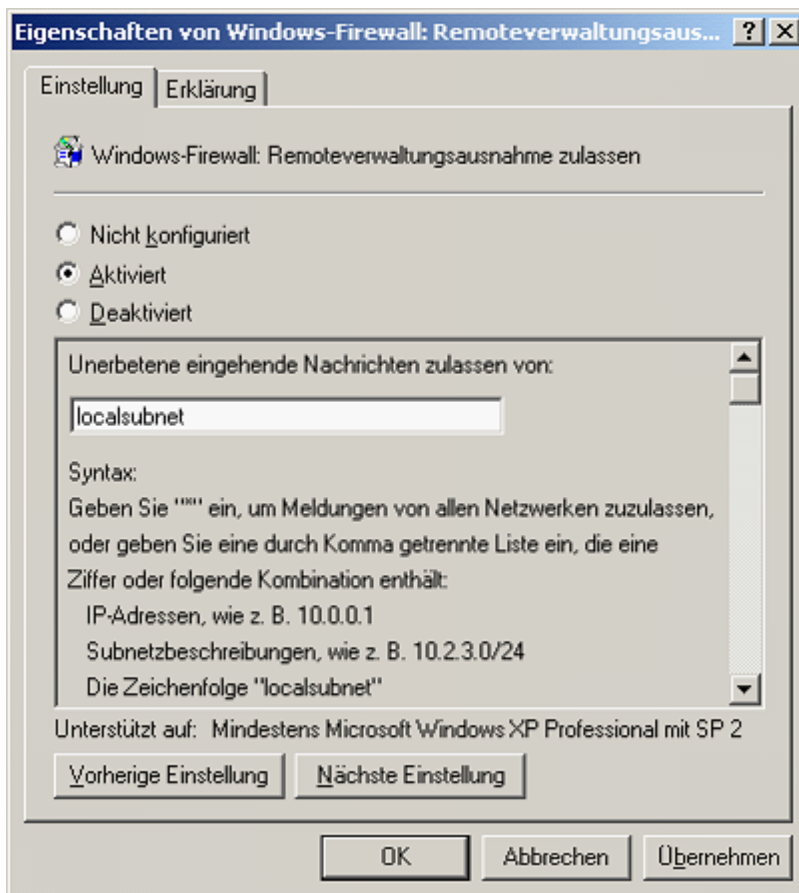 Eigenschaften von Windows-Firewall: Remoteverwaltungsaus...
Einstellung
Erklärung
Windows-Firewall: Remoteverwaltungsausnahme zulassen
Nicht konfiguriert
Aktiviert
Deaktiviert
Unerbetene eingehende Nachrichten zulassen von:
localsubnet
Syntax:
Geben Sie "*" ein, um Meldungen von allen Netzwerken zuzulassen,
oder geben Sie eine durch Komma getrennte Liste ein, die eine
Ziffer oder folgende Kombination enthält:
IP-Adressen, wie z. B. 10.0.0.1
Subnetzbeschreibungen, wie z. B. 10.2.3.0/24
Die Zeichenfolge "localsubnet"
Unterstützt auf: Mindestens Microsoft Windows XP Professional mit SP 2
Vorherige Einstellung
Nächste Einstellung
OK
Abbrechen
Übernehmen